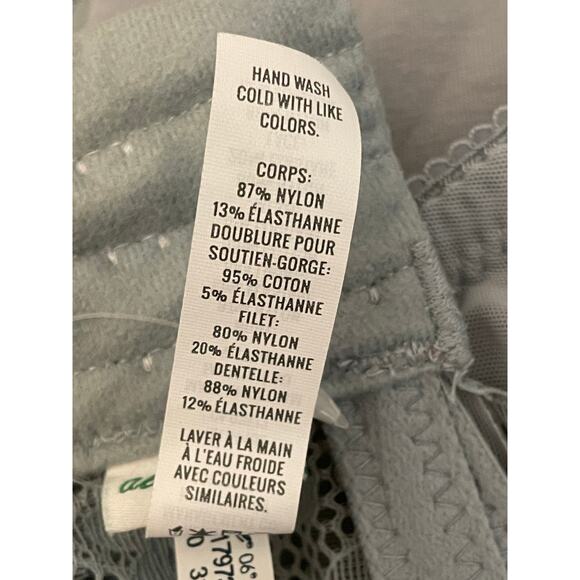 HAND WASH
COLD WITH LIKE
COLORS.
CORPS:
87% NYLON
13% ÉLASTHANNE
DOUBLURE POUR
SOUTIEN-GORGE:
95% COTON
5% ÉLASTHANNE
FILET:
80% NYLON
20% ÉLASTHANNE
DENTELLE:
88% NYLON
12% ÉLASTHANNE
LAVER À LA MAIN
À L'EAU FROIDE
AVEC COULEURS
SIMILAIRES.